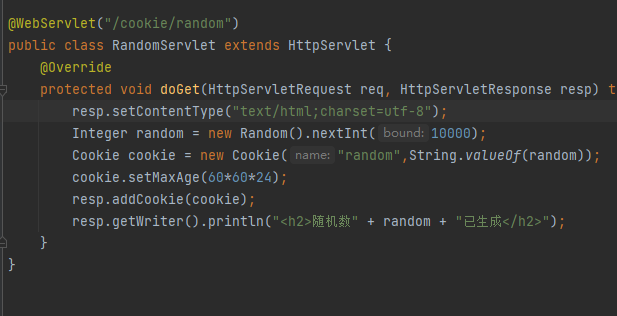 @WebServlet("/cookie/random")
public class RandomServlet extends HttpServlet {
    @Override
    protected void doGet(HttpServletRequest req, HttpServletResponse resp) t
        resp.setContentType("text/html;charset=utf-8");
        Integer random = new Random().nextInt( bound: 10000);
        Cookie cookie = new Cookie( name: "random",String.valueOf(random));
        cookie.setMaxAge(60*60*24);
        resp.addCookie(cookie);
        resp.getWriter().println("<h2>随机数" + random + "已生成</h2>");
    }
}